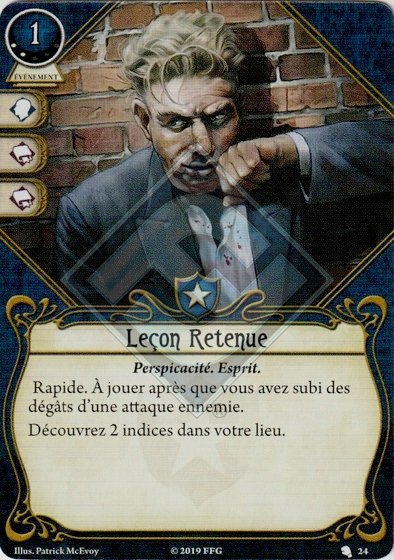 1
ÉVÉNEMENT
Leçon Retenue
Perspicacité. Esprit.
Rapide. À jouer après que vous avez subi des
dégâts d'une attaque ennemie.
Découvrez 2 indices dans votre lieu.
Illus. Patrick McEvoy
© 2019 FFG
24